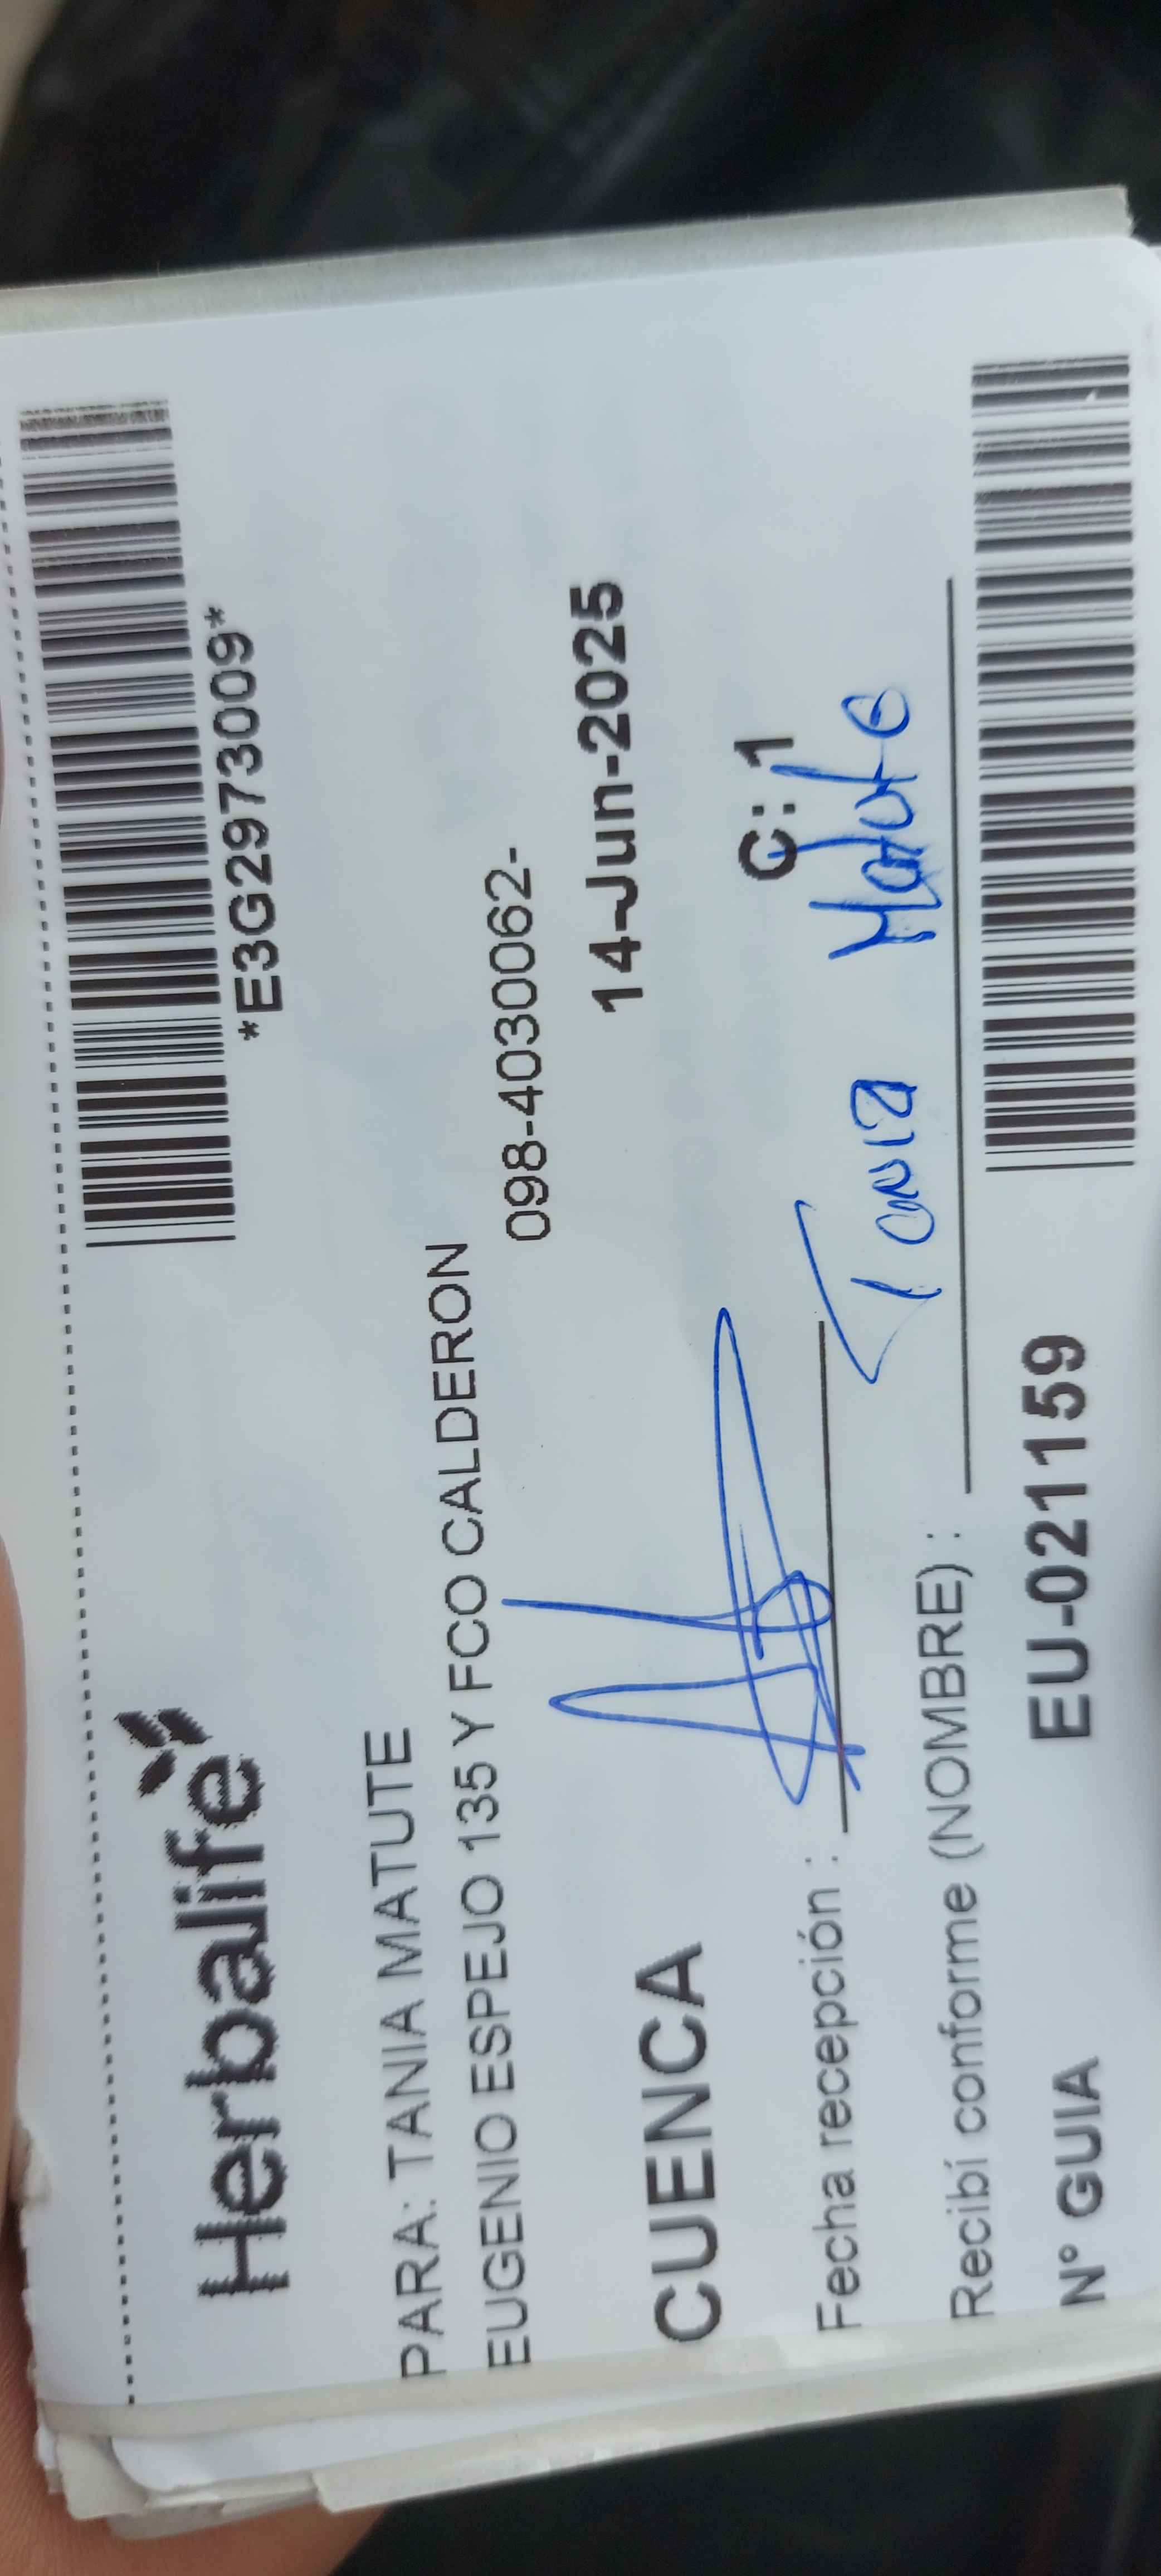 Herbalife
*E3G2973009*
PARA: TANIA MATUTE
EUGENIO ESPEJO 135 Y FCO CALDERON
098-4030062-
CUENCA
14-Jun-2025
C: 1
Fecha recepción :
Tania Matute
Recibí conforme (NOMBRE) :
Nº GUIA EU-021159